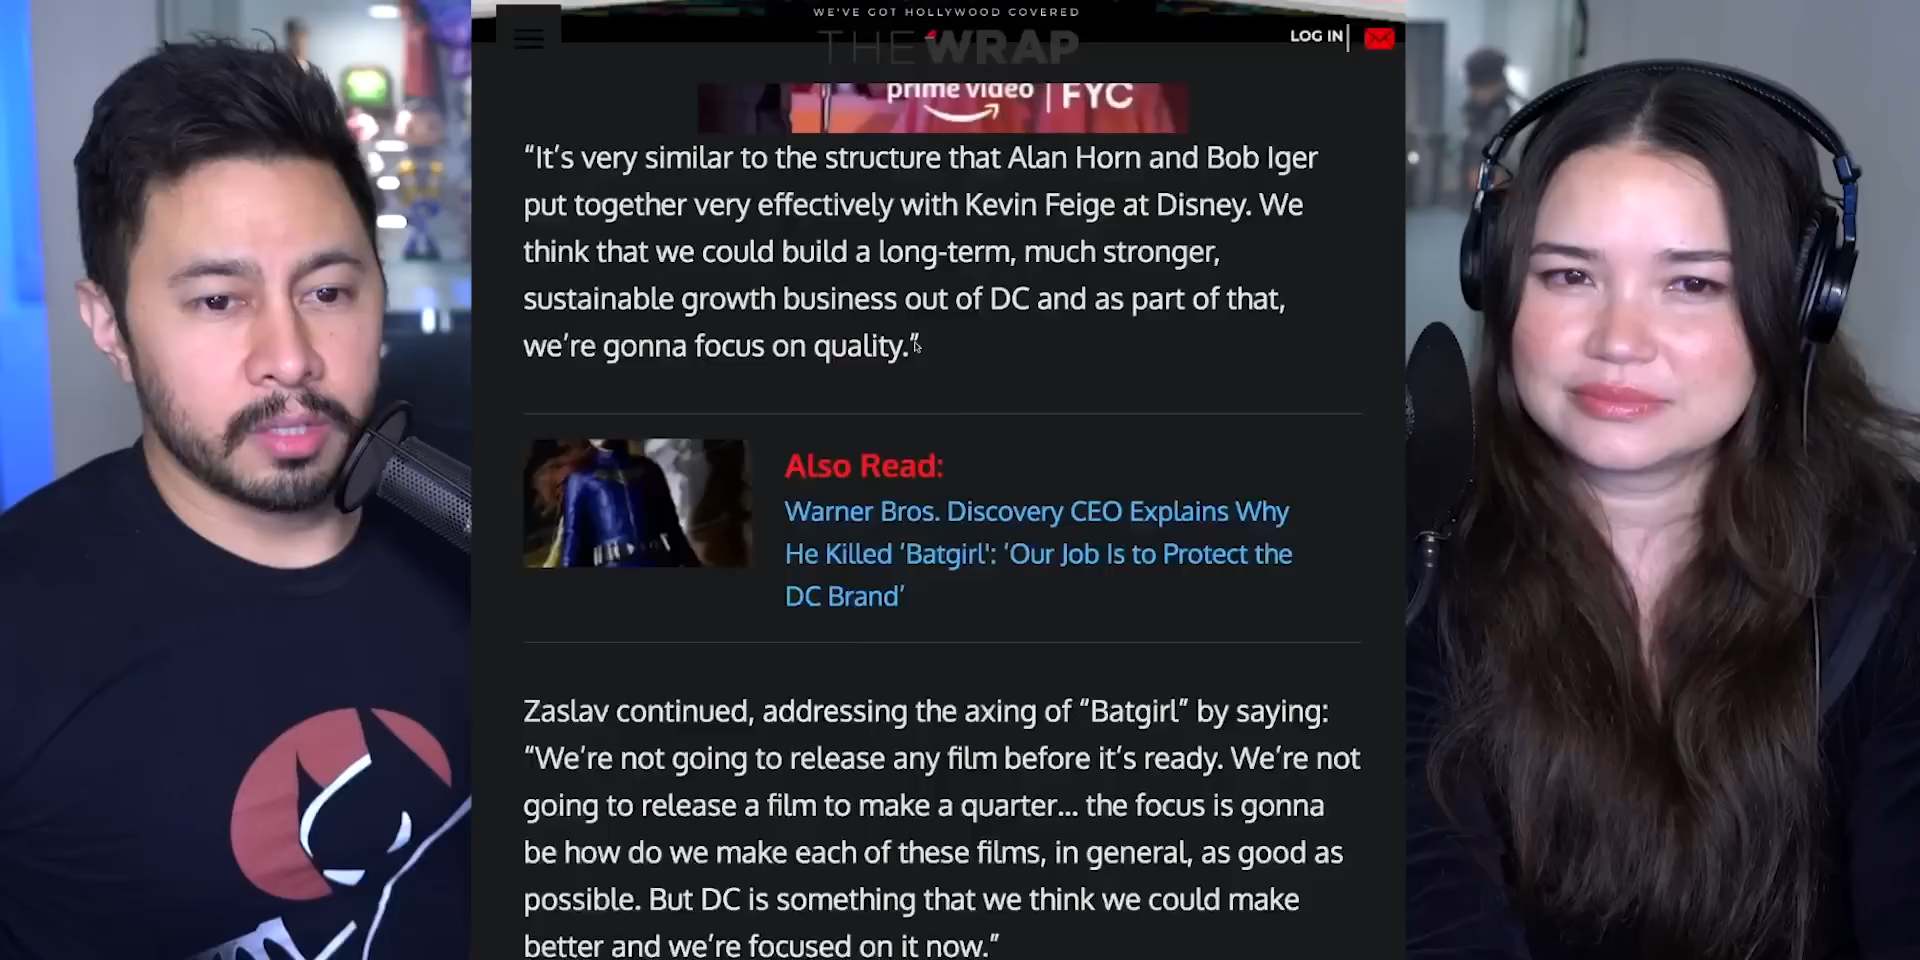 WE'VE GOT HOLLYWOOD COVERED
THE WRAP
LOG IN
prime video | FYC
“It’s very similar to the structure that Alan Horn and Bob Iger
put together very effectively with Kevin Feige at Disney. We
think that we could build a long-term, much stronger,
sustainable growth business out of DC and as part of that,
we’re gonna focus on quality.”
Also Read:
Warner Bros. Discovery CEO Explains Why
He Killed ‘Batgirl': ‘Our Job Is to Protect the
DC Brand’
Zaslav continued, addressing the axing of “Batgirl” by saying:
“We’re not going to release any film before it’s ready. We’re not
going to release a film to make a quarter… the focus is gonna
be how do we make each of these films, in general, as good as
possible. But DC is something that we think we could make
better and we’re focused on it now.”